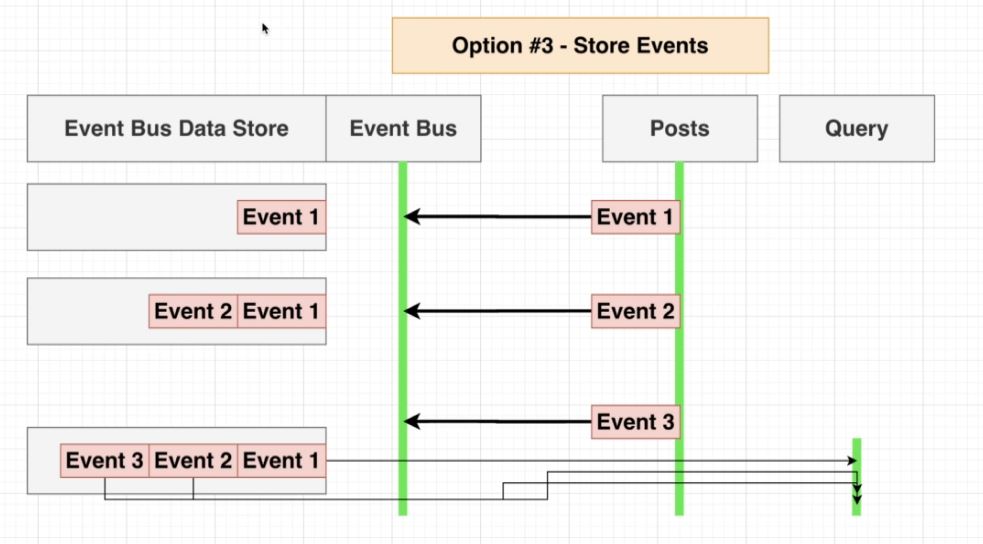 Option #3 - Store Events
Event Bus Data Store
Event Bus
Posts
Query
Event 1
Event 1
Event 2
Event 1
Event 2
Event 3
Event 3
Event 2
Event 1